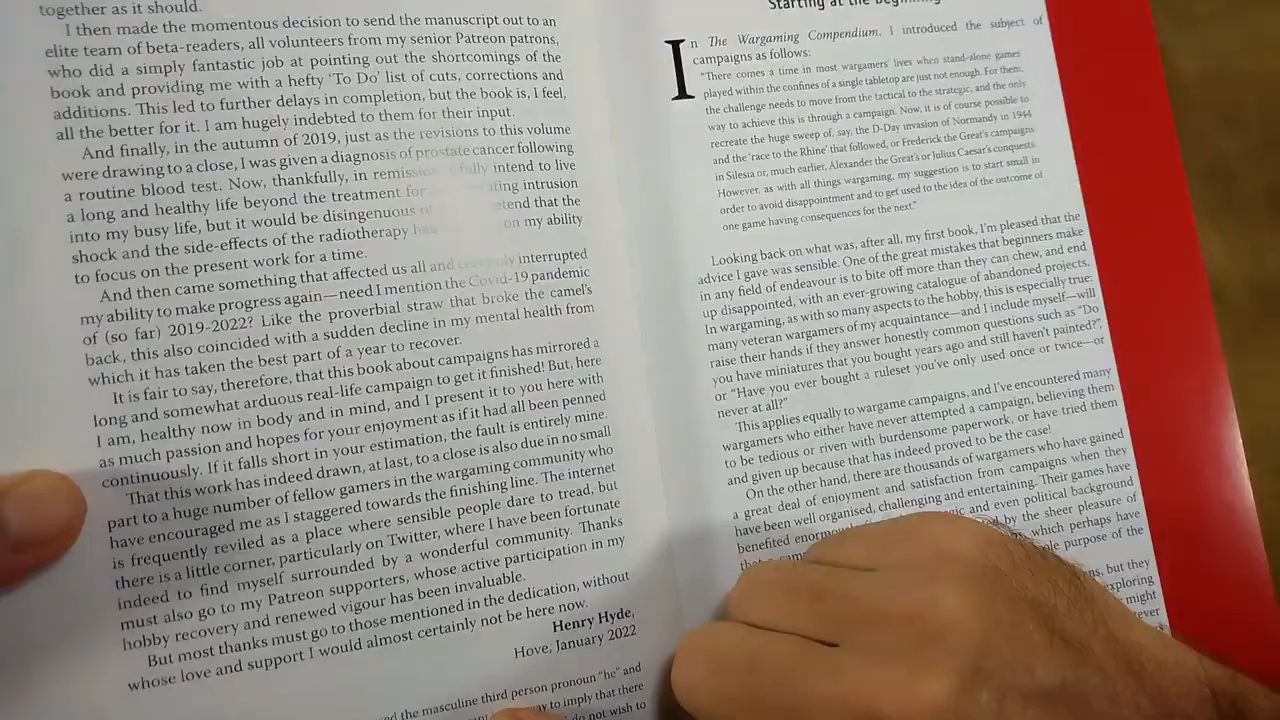 together as it should.
I then made the momentous decision to send the manuscript out to an
elite team of beta-readers, all volunteers from my senior Patreon patrons,
who did a simply fantastic job at pointing out the shortcomings of the
book and providing me with a hefty 'To Do' list of cuts, corrections and
additions. This led to further delays in completion, but the book is, I feel,
all the better for it. I am hugely indebted to them for their input.
And finally, in the autumn of 2019, just as the revisions to this volume
were drawing to a close, I was given a diagnosis of prostate cancer following
a routine blood test. Now, thankfully, in remission fully intend to live
a long and healthy life beyond the treatment for intrusion
into my busy life, but it would be disingenuous that the
shock and the side-effects of the radiotherapy on my ability
to focus on the present work for a time.
And then came something that affected us all and interrupted
my ability to make progress again—need I mention the Covid-19 pandemic
of (so far) 2019-2022? Like the proverbial straw that broke the camel's
back, this also coincided with a sudden decline in my mental health from
which it has taken the best part of a year to recover.
It is fair to say, therefore, that this book about campaigns has mirrored a
long and somewhat arduous real-life campaign to get it finished! But, here
I am, healthy now in body and in mind, and I present it to you here with
as much passion and hopes for your enjoyment as if it had all been penned
continuously. If it falls short in your estimation, the fault is entirely mine.
That this work has indeed drawn, at last, to a close is also due in no small
part to a huge number of fellow gamers in the wargaming community who
have encouraged me as I staggered towards the finishing line. The internet
is frequently reviled as a place where sensible people dare to tread, but
there is a little corner, particularly on Twitter, where I have been fortunate
indeed to find myself surrounded by a wonderful community. Thanks
must also go to my Patreon supporters, whose active participation in my
hobby recovery and renewed vigour has been invaluable.
But most thanks must go to those mentioned in the dedication, without
whose love and support I would almost certainly not be here now.
Henry Hyde,
Hove, January 2022
the masculine third person pronoun "he" and
way to imply that there
do not wish to
Starting at the Beginning
In The Wargaming Compendium, I introduced the subject of
campaigns as follows:
"There comes a time in most wargamers' lives when stand-alone games
played within the confines of a single tabletop are just not enough. For them,
the challenge needs to move from the tactical to the strategic, and the only
way to achieve this is through a campaign. Now, it is of course possible to
recreate the huge sweep of, say, the D-Day invasion of Normandy in 1944
and the 'race to the Rhine' that followed, or Frederick the Great's campaigns
in Silesia or, much earlier, Alexander the Great's or Julius Caesar's conquests.
However, as with all things wargaming, my suggestion is to start small in
order to avoid disappointment and to get used to the idea of the outcome of
one game having consequences for the next."
Looking back on what was, after all, my first book, I'm pleased that the
advice I gave was sensible. One of the great mistakes that beginners make
in any field of endeavour is to bite off more than they can chew, and end
up disappointed, with an ever-growing catalogue of abandoned projects.
In wargaming, as with so many aspects to the hobby, this is especially true:
many veteran wargamers of my acquaintance—and I include myself—will
raise their hands if they answer honestly common questions such as "Do
you have miniatures that you bought years ago and still haven't painted?",
or "Have you ever bought a ruleset you've only used once or twice—or
never at all?"
This applies equally to wargame campaigns, and I've encountered many
wargamers who either have never attempted a campaign, believing them
to be tedious or riven with burdensome paperwork, or have tried them
and given up because that has indeed proved to be the case!
On the other hand, there are thousands of wargamers who have gained
a great deal of enjoyment and satisfaction from campaigns when they
have been well organised, challenging and entertaining. Their games have
benefited and even political background
by the sheer pleasure of
which perhaps have
purpose of the
but they
exploring
might